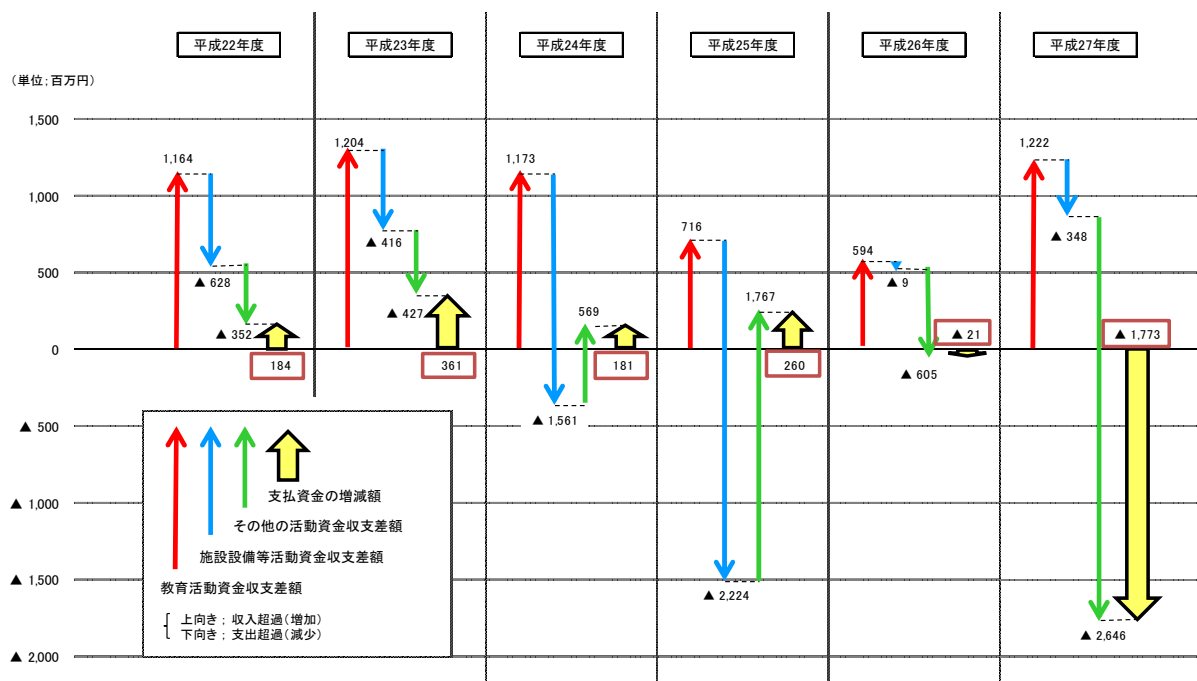 平成22年度
平成23年度
平成24年度
平成25年度
平成26年度
平成27年度
（単位；百万円）
1,500
1,000
500
0
▲ 500
▲ 1,000
▲ 1,500
▲ 2,000
1,164
▲ 628
▲ 352
184
1,204
▲ 416
▲ 427
361
1,173
▲ 1,561
569
181
716
▲ 2,224
1,767
260
594
▲ 9
▲ 605
▲ 21
1,222
▲ 348
▲ 2,646
▲ 1,773
支払資金の増減額
その他の活動資金収支差額
施設設備等活動資金収支差額
教育活動資金収支差額
上向き ; 収入超過（増加）
下向き ; 支出超過（減少）